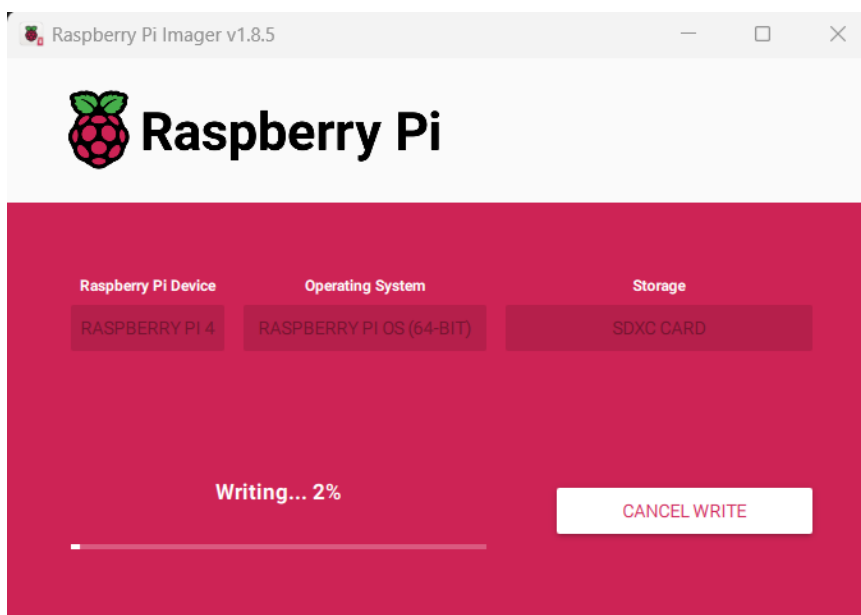 Raspberry Pi Imager v1.8.5
Raspberry Pi
Raspberry Pi Device
Operating System
Storage
RASPBERRY PI 4
RASPBERRY PI OS (64-BIT)
SDXC CARD
Writing... 2%
CANCEL WRITE